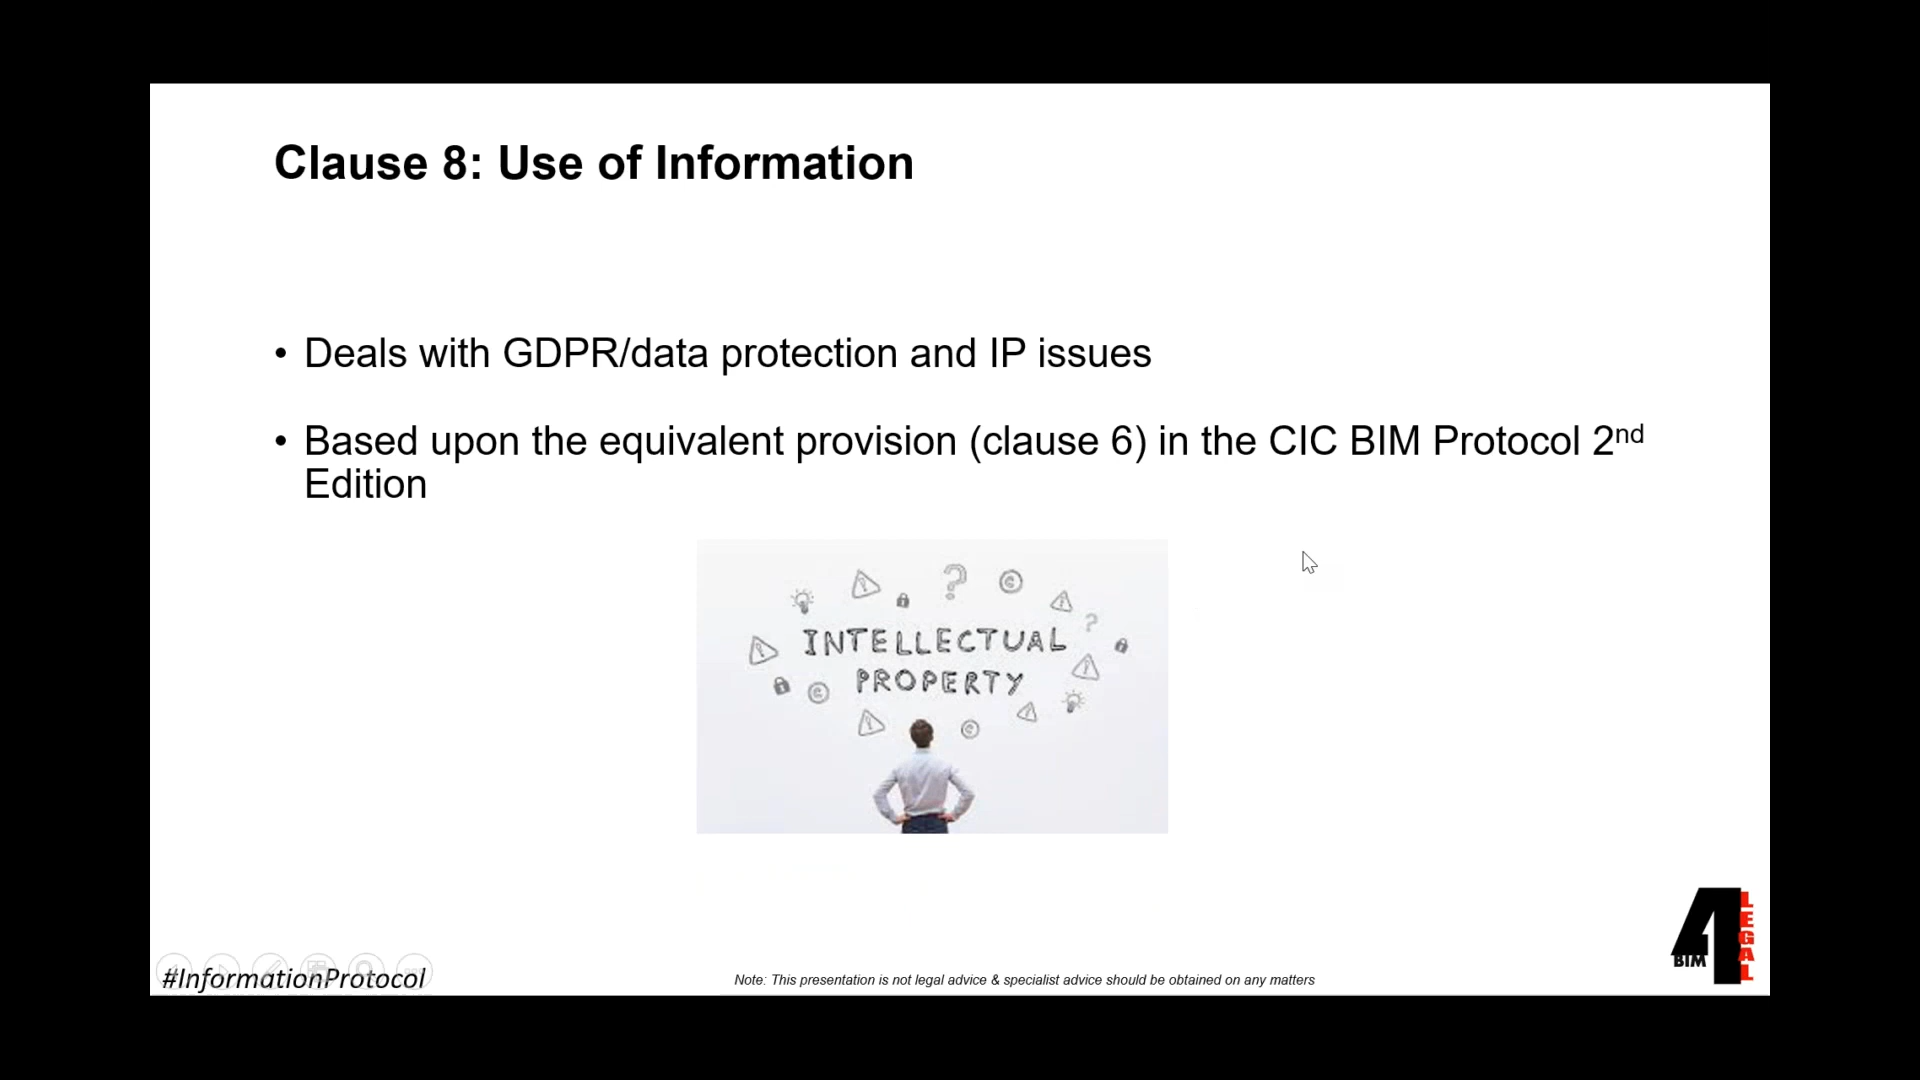 Clause 8: Use of Information
• Deals with GDPR/data protection and IP issues
• Based upon the equivalent provision (clause 6) in the CIC BIM Protocol 2nd
Edition
INTELLECTUAL
PROPERTY
#InformationProtocol
Note: This presentation is not legal advice & specialist advice should be obtained on any matters
BIM 4 LEGAL